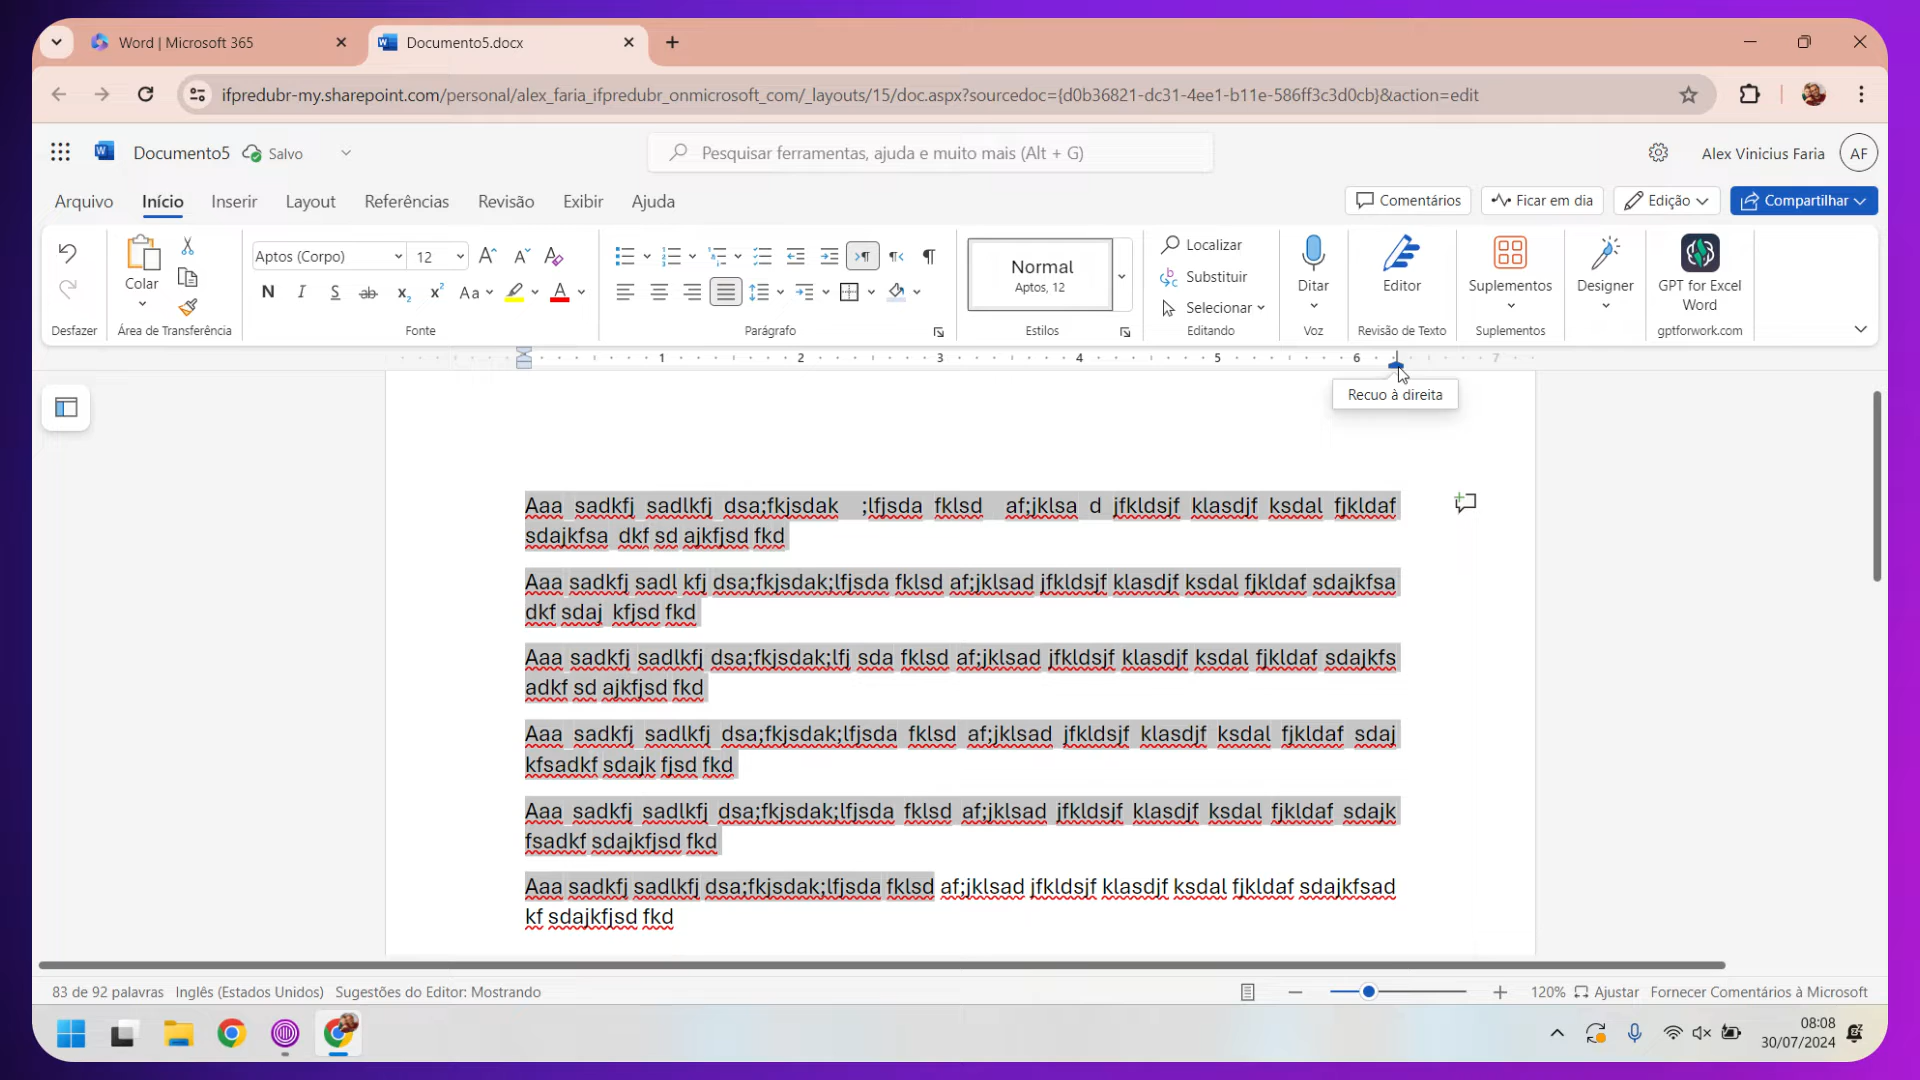 Word | Microsoft 365
Documento5.docx
ifpredubr-my.sharepoint.com/personal/alex_faria_ifpredubr_onmicrosoft_com/_layouts/15/doc.aspx?sourcedoc={d0b36821-dc31-4ee1-b11e-586ff3c3d0cb}&action=edit
Documento5 Salvo
Pesquisar ferramentas, ajuda e muito mais (Alt + G)
Alex Vinicius Faria AF
Arquivo Início Inserir Layout Referências Revisão Exibir Ajuda
Comentários Ficar em dia Edição Compartilhar
Colar
Aptos (Corpo) 12
N I S ab x₂ x² Aa A
Normal
Aptos, 12
Localizar
Substituir
Selecionar
Ditar
Editor
Suplementos
Designer
GPT for Excel
Word
Desfazer Área de Transferência Fonte Parágrafo Estilos Editando Voz Revisão de Texto Suplementos gptforwork.com
1 2 3 4 5 6 7
Recuo à direita
Aaa sadkfj sadlkfj dsa;fkjsdak ;lfjsda fklsd af;jklsa d jfkldsjf klasdjf ksdal fjkldaf
sdajkfsa dkf sd ajkfjsd fkd
Aaa sadkfj sadl kfj dsa;fkjsdak;lfjsda fklsd af;jklsad jfkldsjf klasdjf ksdal fjkldaf sdajkfsa
dkf sdaj kfjsd fkd
Aaa sadkfj sadlkfj dsa;fkjsdak;lfj sda fklsd af;jklsad jfkldsjf klasdjf ksdal fjkldaf sdajkfs
adkf sd ajkfjsd fkd
Aaa sadkfj sadlkfj dsa;fkjsdak;lfjsda fklsd af;jklsad jfkldsjf klasdjf ksdal fjkldaf sdaj
kfsadkf sdajk fjsd fkd
Aaa sadkfj sadlkfj dsa;fkjsdak;lfjsda fklsd af;jklsad jfkldsjf klasdjf ksdal fjkldaf sdajk
fsadkf sdajkfjsd fkd
Aaa sadkfj sadlkfj dsa;fkjsdak;lfjsda fklsd af;jklsad jfkldsjf klasdjf ksdal fjkldaf sdajkfsad
kf sdajkfjsd fkd
83 de 92 palavras Inglês (Estados Unidos) Sugestões do Editor: Mostrando
120% Ajustar Fornecer Comentários à Microsoft
08:08
30/07/2024